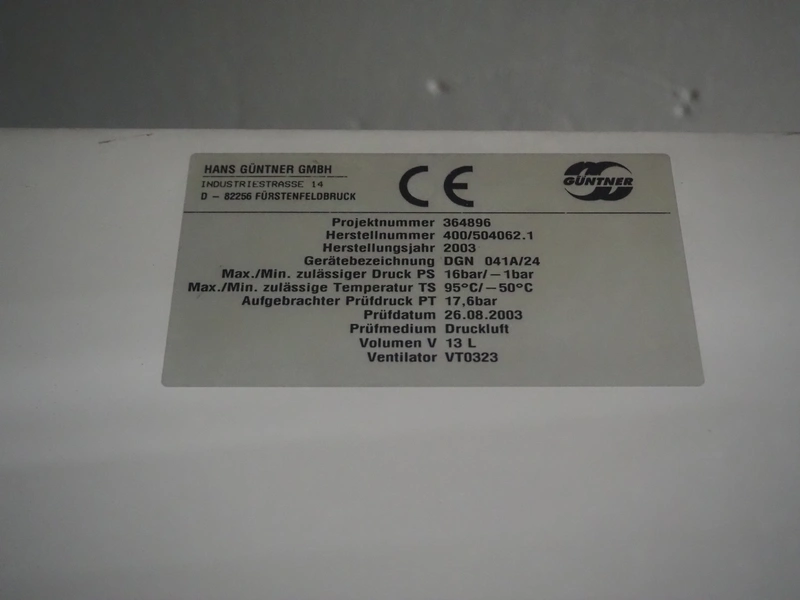 HANS GÜNTNER GMBH
INDUSTRIESTRASSE 14
D – 82256 FÜRSTENFELDBRUCK
CE
GÜNTNER
Projektnummer 364896
Herstellnummer 400/504062.1
Herstellungsjahr 2003
Gerätebezeichnung DGN 041A/24
Max./Min. zulässiger Druck PS 16bar/–1bar
Max./Min. zulässige Temperatur TS 95°C/–50°C
Aufgebrachter Prüfdruck PT 17,6bar
Prüfdatum 26.08.2003
Prüfmedium Druckluft
Volumen V 13 L
Ventilator VT0323